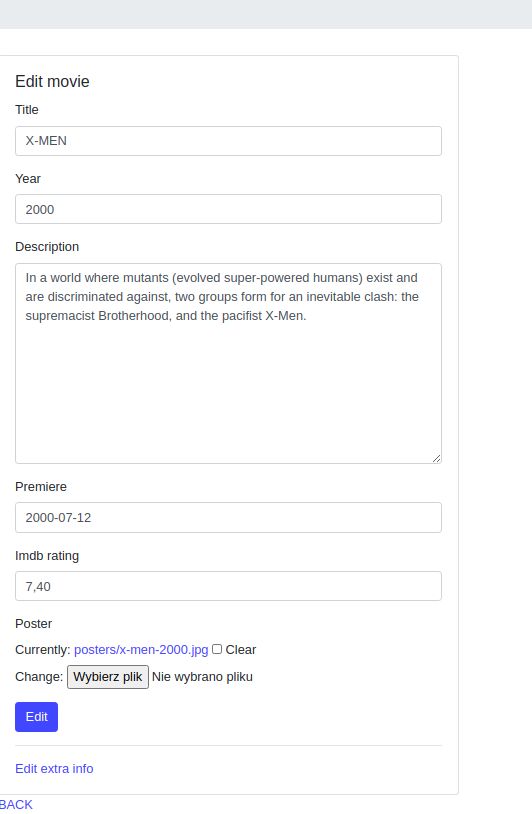 Edit movie
Title
X-MEN
Year
2000
Description
In a world where mutants (evolved super-powered humans) exist and
are discriminated against, two groups form for an inevitable clash: the
supremacist Brotherhood, and the pacifist X-Men.
Premiere
2000-07-12
Imdb rating
7,40
Poster
Currently: posters/x-men-2000.jpg Clear
Change: Wybierz plik Nie wybrano pliku
Edit
Edit extra info
BACK